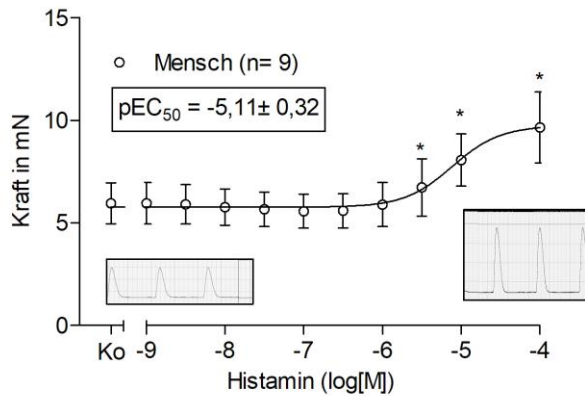 15
Mensch (n= 9)
pEC50 = -5,11± 0,32
10
*
*
*
5
0
Kraft in mN
Ko -9 -8 -7 -6 -5 -4
Histamin (log[M])